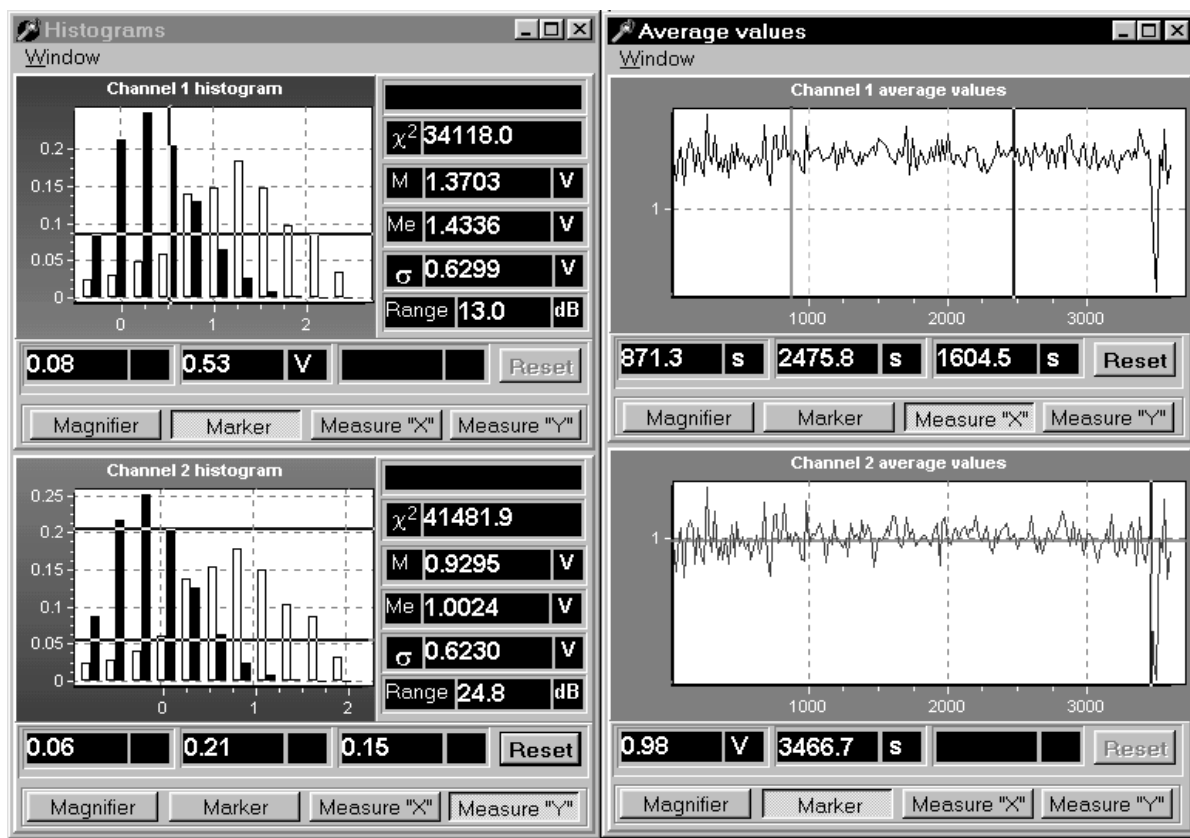 Histograms
Window
Channel 1 histogram
0.2
0.15
0.1
0.05
0
0 1 2
χ2 34118.0
M 1.3703 V
Me 1.4336 V
σ 0.6299 V
Range 13.0 dB
0.08 0.53 V Reset
Magnifier Marker Measure "X" Measure "Y"
Channel 2 histogram
0.25
0.2
0.15
0.1
0.05
0
0 1 2
χ2 41481.9
M 0.9295 V
Me 1.0024 V
σ 0.6230 V
Range 24.8 dB
0.06 0.21 0.15 Reset
Magnifier Marker Measure "X" Measure "Y"
Average values
Window
Channel 1 average values
1
1000 2000 3000
871.3 s 2475.8 s 1604.5 s Reset
Magnifier Marker Measure "X" Measure "Y"
Channel 2 average values
1
1000 2000 3000
0.98 V 3466.7 s Reset
Magnifier Marker Measure "X" Measure "Y"